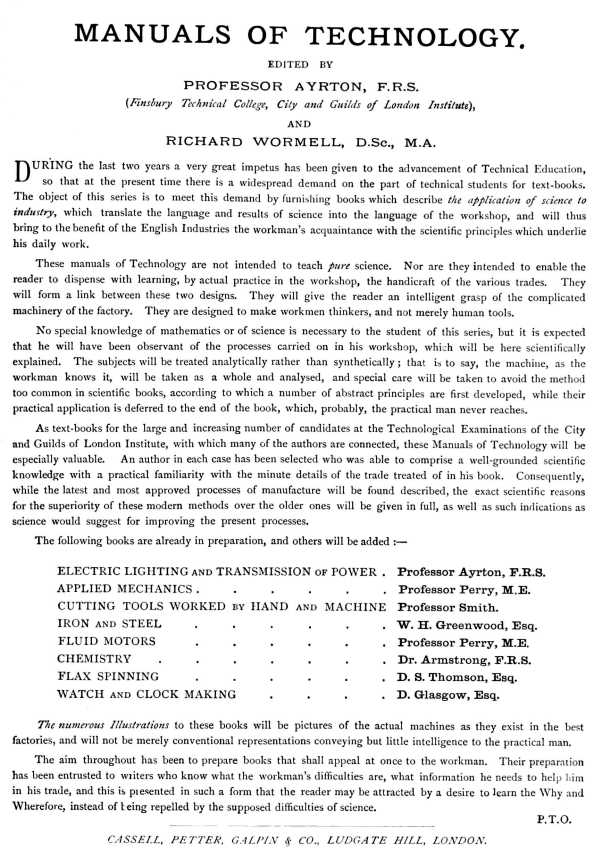 MANUALS OF TECHNOLOGY.
EDITED BY
PROFESSOR AYRTON, F.R.S.
(Finsbury Technical College, City and Guilds of London Institute),
AND
RICHARD WORMELL, D.Sc., M.A.
DURING the last two years a very great impetus has been given to the advancement of Technical Education,
so that at the present time there is a widespread demand on the part of technical students for text-books.
The object of this series is to meet this demand by furnishing books which describe the application of science to
industry, which translate the language and results of science into the language of the workshop, and will thus
bring to the benefit of the English Industries the workman's acquaintance with the scientific principles which underlie
his daily work.
These manuals of Technology are not intended to teach pure science. Nor are they intended to enable the
reader to dispense with learning, by actual practice in the workshop, the handicraft of the various trades. They
will form a link between these two designs. They will give the reader an intelligent grasp of the complicated
machinery of the factory. They are designed to make workmen thinkers, and not merely human tools.
No special knowledge of mathematics or of science is necessary to the student of this series, but it is expected
that he will have been observant of the processes carried on in his workshop, which will be here scientifically
explained. The subjects will be treated analytically rather than synthetically; that is to say, the machine, as the
workman knows it, will be taken as a whole and analysed, and special care will be taken to avoid the method
too common in scientific books, according to which a number of abstract principles are first developed, while their
practical application is deferred to the end of the book, which, probably, the practical man never reaches.
As text-books for the large and increasing number of candidates at the Technological Examinations of the City
and Guilds of London Institute, with which many of the authors are connected, these Manuals of Technology will be
especially valuable. An author in each case has been selected who was able to comprise a well-grounded scientific
knowledge with a practical familiarity with the minute details of the trade treated of in his book. Consequently,
while the latest and most approved processes of manufacture will be found described, the exact scientific reasons
for the superiority of these modern methods over the older ones will be given in full, as well as such indications as
science would suggest for improving the present processes.
The following books are already in preparation, and others will be added :—
ELECTRIC LIGHTING AND TRANSMISSION OF POWER . Professor Ayrton, F.R.S.
APPLIED MECHANICS . . . . . . Professor Perry, M.E.
CUTTING TOOLS WORKED BY HAND AND MACHINE Professor Smith.
IRON AND STEEL . . . . . . W. H. Greenwood, Esq.
FLUID MOTORS . . . . . . Professor Perry, M.E.
CHEMISTRY . . . . . . . Dr. Armstrong, F.R.S.
FLAX SPINNING . . . . . . D. S. Thomson, Esq.
WATCH AND CLOCK MAKING . . . . D. Glasgow, Esq.
The numerous Illustrations to these books will be pictures of the actual machines as they exist in the best
factories, and will not be merely conventional representations conveying but little intelligence to the practical man.
The aim throughout has been to prepare books that shall appeal at once to the workman. Their preparation
has been entrusted to writers who know what the workman's difficulties are, what information he needs to help him
in his trade, and this is presented in such a form that the reader may be attracted by a desire to learn the Why and
Wherefore, instead of being repelled by the supposed difficulties of science.
P.T.O.
CASSELL, PETTER, GALPIN & CO., LUDGATE HILL, LONDON.